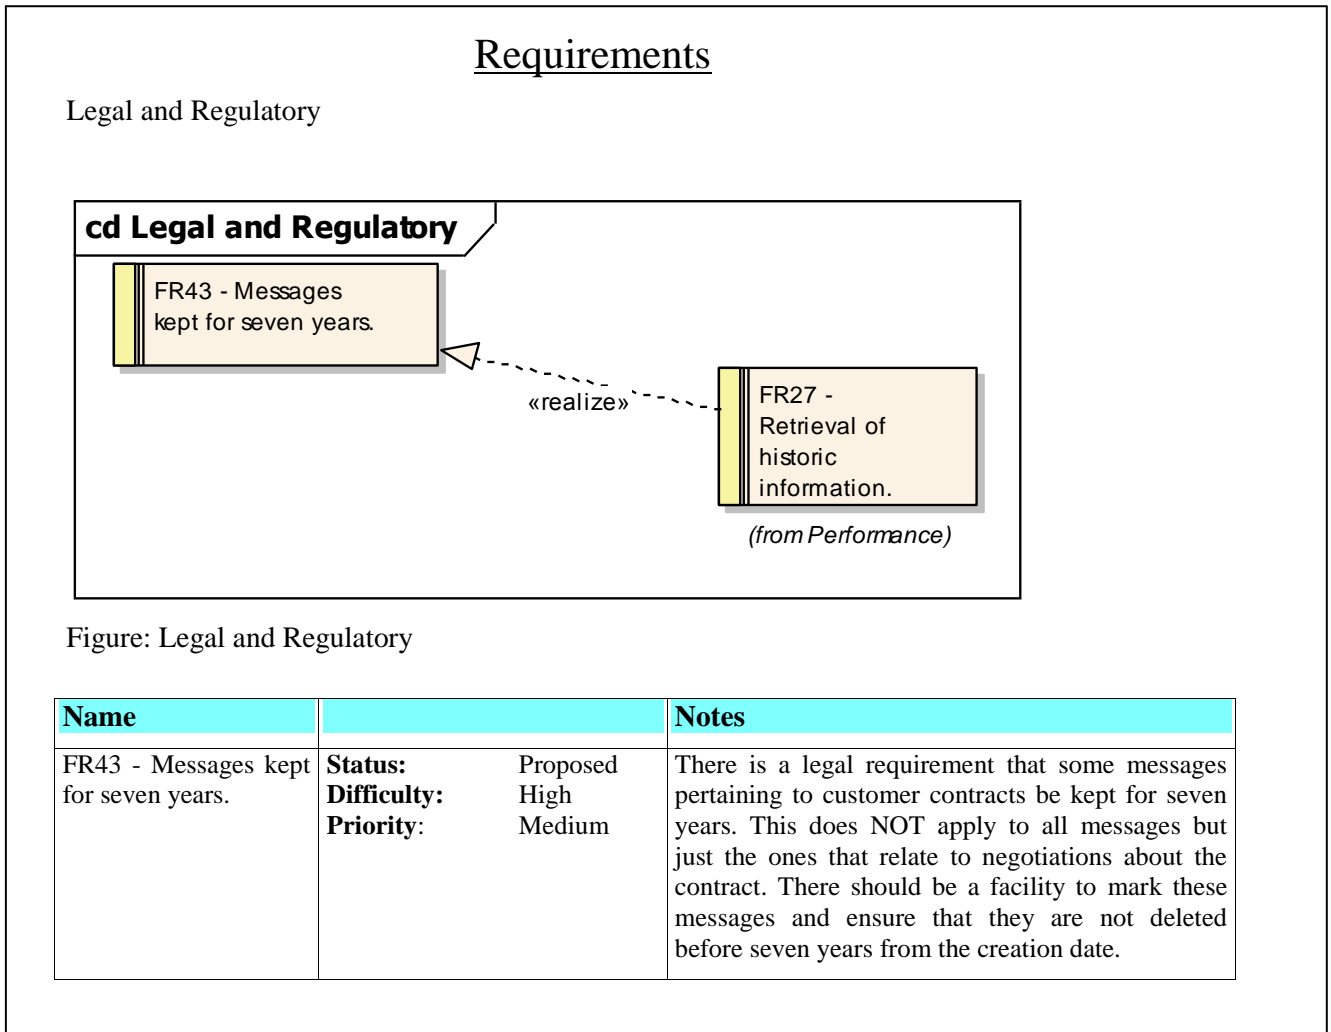 Requirements
Legal and Regulatory
cd Legal and Regulatory
FR43 - Messages
kept for seven years.
«realize»
FR27 -
Retrieval of
historic
information.
(from Performance)
Figure: Legal and Regulatory
Name Notes
FR43 - Messages kept
for seven years.
Status: Proposed
Difficulty: High
Priority: Medium
There is a legal requirement that some messages
pertaining to customer contracts be kept for seven
years. This does NOT apply to all messages but
just the ones that relate to negotiations about the
contract. There should be a facility to mark these
messages and ensure that they are not deleted
before seven years from the creation date.